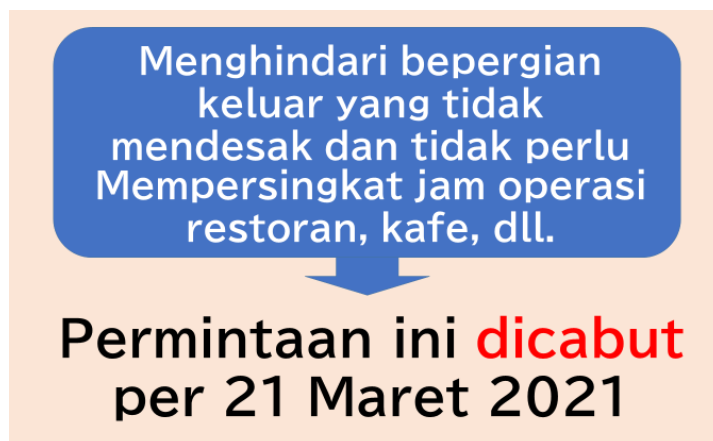 Menghindari bepergian
keluar yang tidak
mendesak dan tidak perlu
Mempersingkat jam operasi
restoran, kafe, dll.
Permintaan ini dicabut
per 21 Maret 2021